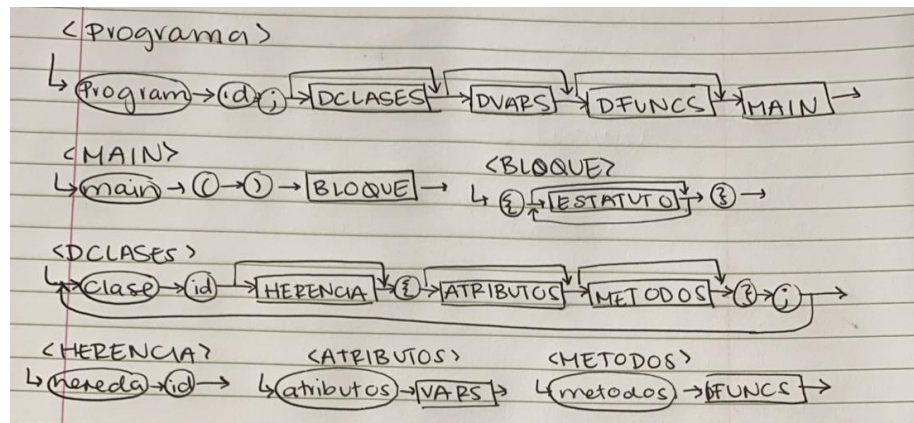 <Programa>
Program id ; DCLASES DVARS DFUNCS MAIN
<MAIN> <BLOQUE>
main ( ) BLOQUE { ESTATUTO }
<DCLASES>
clase id HERENCIA { ATRIBUTOS METODOS } ;
<HERENCIA> <ATRIBUTOS> <METODOS>
hereda id atributos VARS metodos DFUNCS